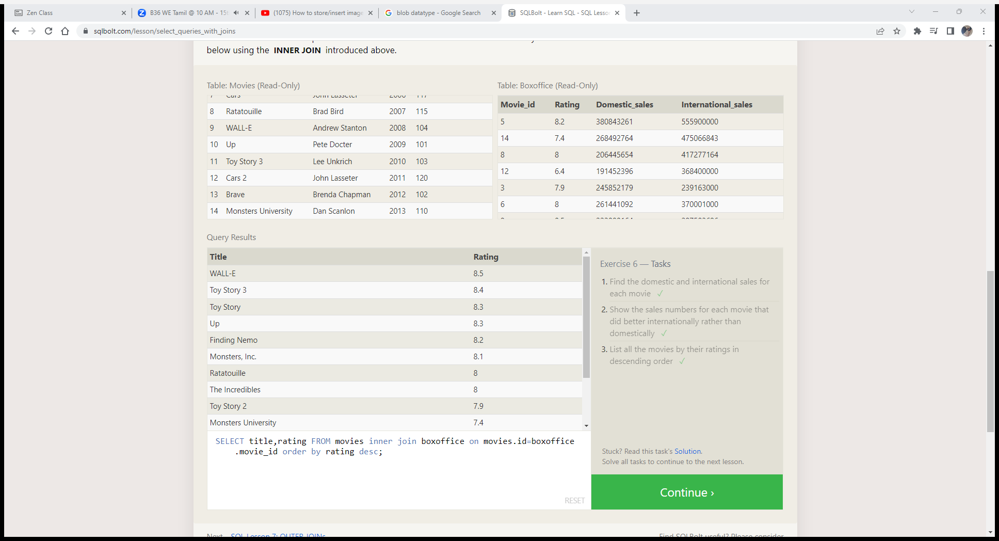 Zen Class
B36 WE Tamil @ 10 AM - 15t
(1075) How to store/insert image
blob datatype - Google Search
SQLBolt - Learn SQL - SQL Lesso
sqlbolt.com/lesson/select_queries_with_joins
below using the INNER JOIN introduced above.
Table: Movies (Read-Only)
7 Cars John Lasseter 2006 117
8 Ratatouille Brad Bird 2007 115
9 WALL-E Andrew Stanton 2008 104
10 Up Pete Docter 2009 101
11 Toy Story 3 Lee Unkrich 2010 103
12 Cars 2 John Lasseter 2011 120
13 Brave Brenda Chapman 2012 102
14 Monsters University Dan Scanlon 2013 110
Table: Boxoffice (Read-Only)
Movie_id Rating Domestic_sales International_sales
5 8.2 380843261 555900000
14 7.4 268492764 475066843
8 8 206445654 417277164
12 6.4 191452396 368400000
3 7.9 245852179 239163000
6 8 261441092 370001000
Query Results
Title Rating
WALL-E 8.5
Toy Story 3 8.4
Toy Story 8.3
Up 8.3
Finding Nemo 8.2
Monsters, Inc. 8.1
Ratatouille 8
The Incredibles 8
Toy Story 2 7.9
Monsters University 7.4
SELECT title,rating FROM movies inner join boxoffice on movies.id=boxoffice
.movie_id order by rating desc;
RESET
Exercise 6 — Tasks
1. Find the domestic and international sales for
each movie ✓
2. Show the sales numbers for each movie that
did better internationally rather than
domestically ✓
3. List all the movies by their ratings in
descending order ✓
Stuck? Read this task's Solution.
Solve all tasks to continue to the next lesson.
Continue ›
Next – SQL Lesson 7: OUTER JOINs
Find SQLBolt useful? Please consider